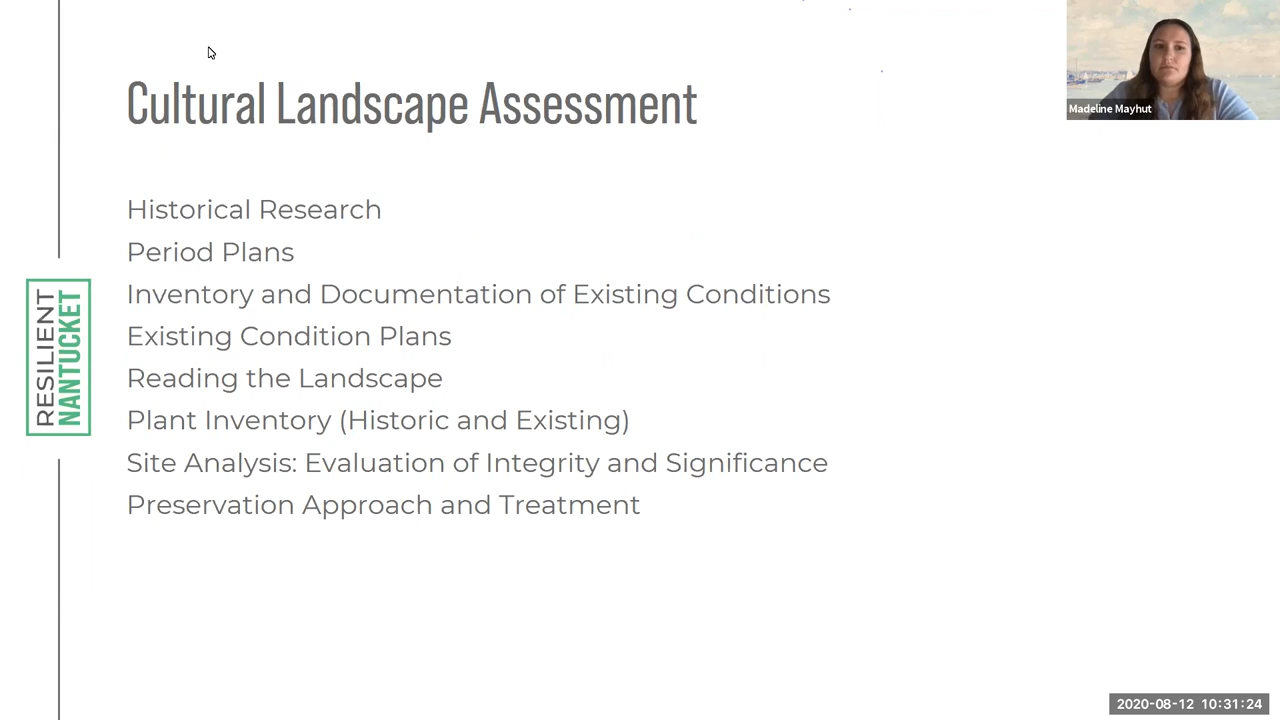 Cultural Landscape Assessment
Madeline Mayhut
Historical Research
Period Plans
Inventory and Documentation of Existing Conditions
Existing Condition Plans
Reading the Landscape
Plant Inventory (Historic and Existing)
Site Analysis: Evaluation of Integrity and Significance
Preservation Approach and Treatment
RESILIENT
NANTUCKET
2020-08-12 10:31:24